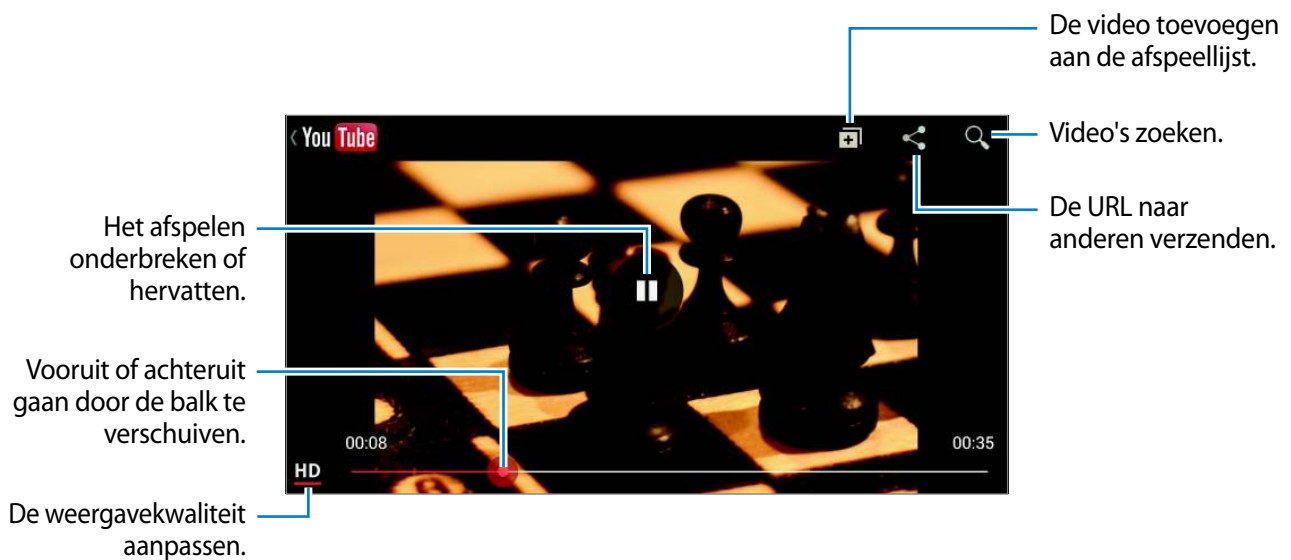 De video toevoegen
aan de afspeellijst.
You Tube
Video's zoeken.
De URL naar
anderen verzenden.
Het afspelen
onderbreken of
hervatten.
Vooruit of achteruit
gaan door de balk te
verschuiven.
00:08
00:35
HD
De weergavekwaliteit
aanpassen.